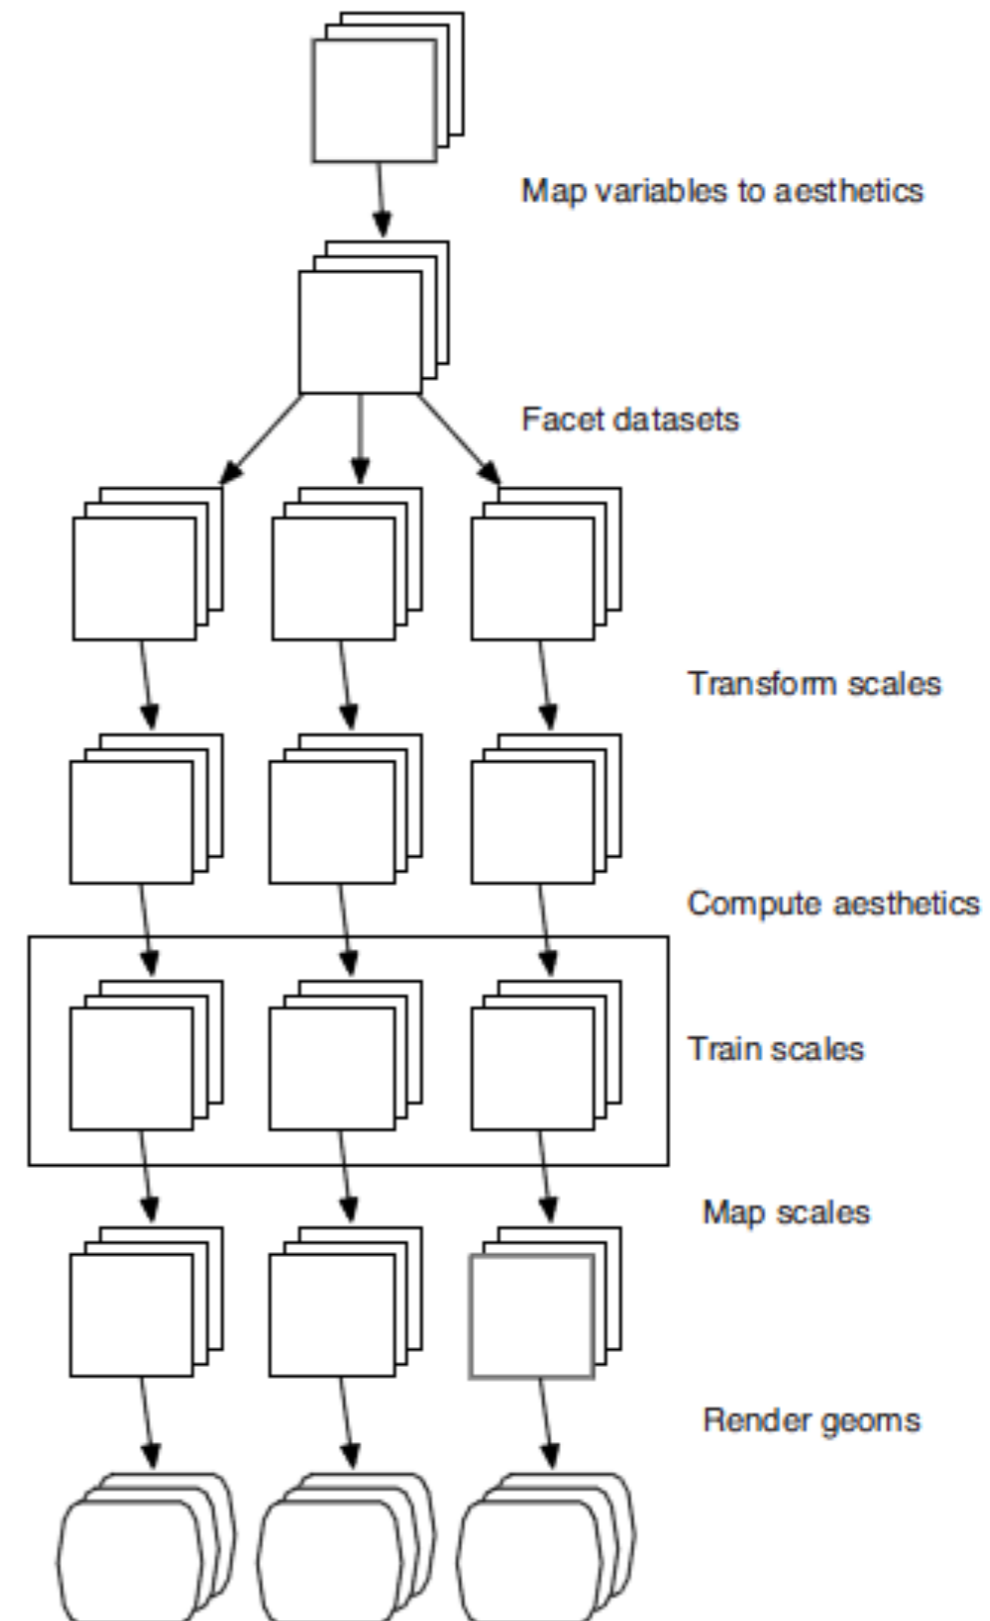 Map variables to aesthetics
Facet datasets
Transform scales
Compute aesthetics
Train scales
Map scales
Render geoms